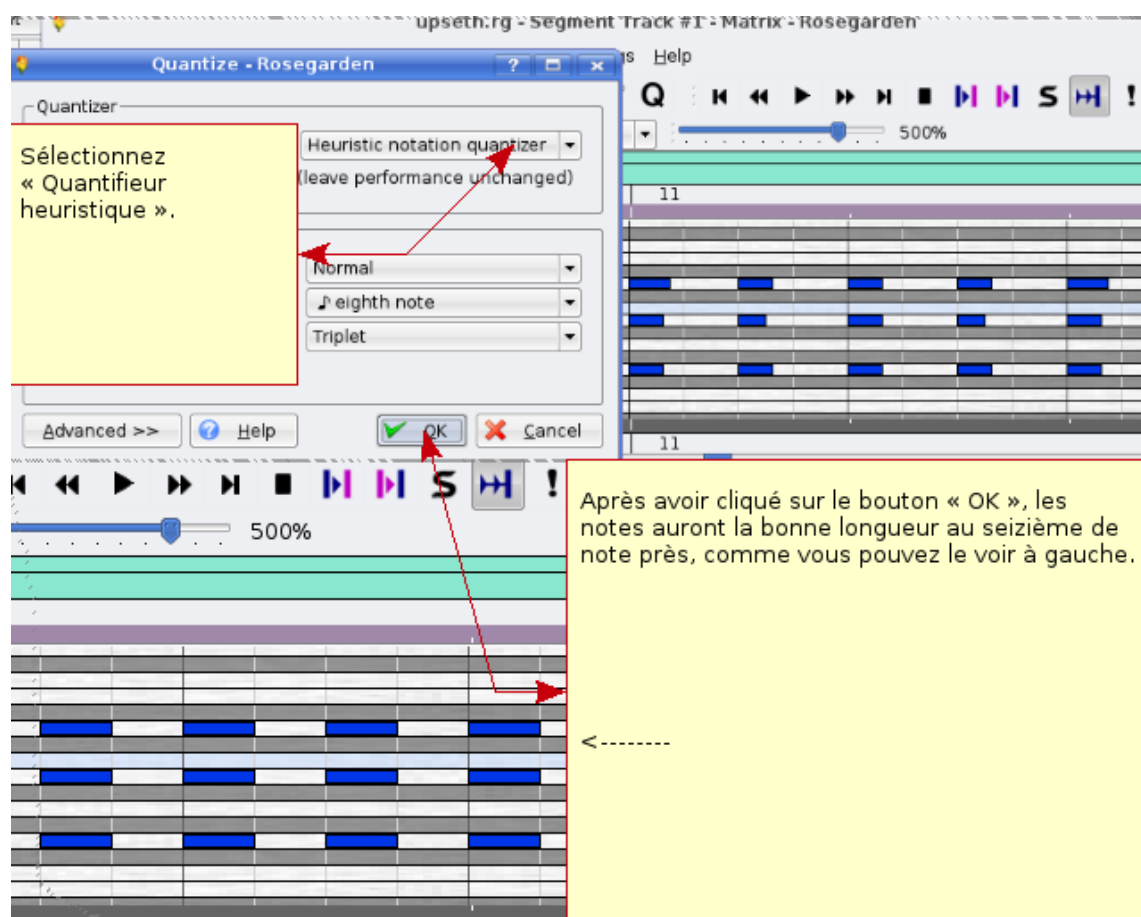 upseth.rg - Segment Track #1 - Matrix - Rosegarden
Quantize - Rosegarden
? 
gs Help
Q
S
!
500%
Quantizer
Heuristic notation quantizer
(leave performance unchanged)
Sélectionnez
« Quantifieur
heuristique ».
11
Normal
eighth note
Triplet
Advanced >>
Help
OK
Cancel
11
S
!
500%
Après avoir cliqué sur le bouton « OK », les
notes auront la bonne longueur au seizième de
note près, comme vous pouvez le voir à gauche.
<--------